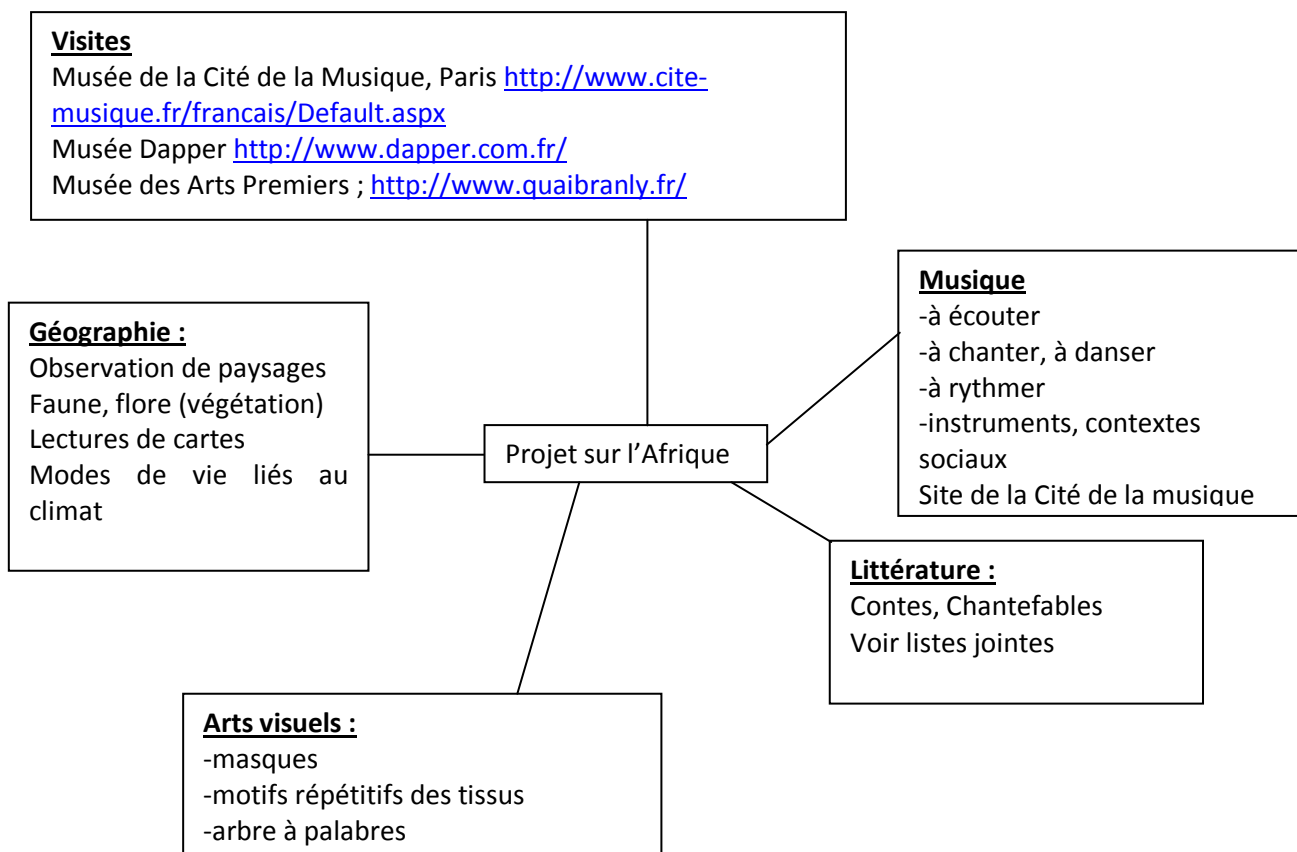 Visites
Musée de la Cité de la Musique, Paris http://www.cite-
musique.fr/francais/Default.aspx
Musée Dapper http://www.dapper.com.fr/
Musée des Arts Premiers ; http://www.quaibranly.fr/
Musique
-à écouter
-à chanter, à danser
-à rythmer
-instruments, contextes
sociaux
Site de la Cité de la musique
Géographie :
Observation de paysages
Faune, flore (végétation)
Lectures de cartes
Modes de vie liés au
climat
Projet sur l’Afrique
Littérature :
Contes, Chantefables
Voir listes jointes
Arts visuels :
-masques
-motifs répétitifs des tissus
-arbre à palabres